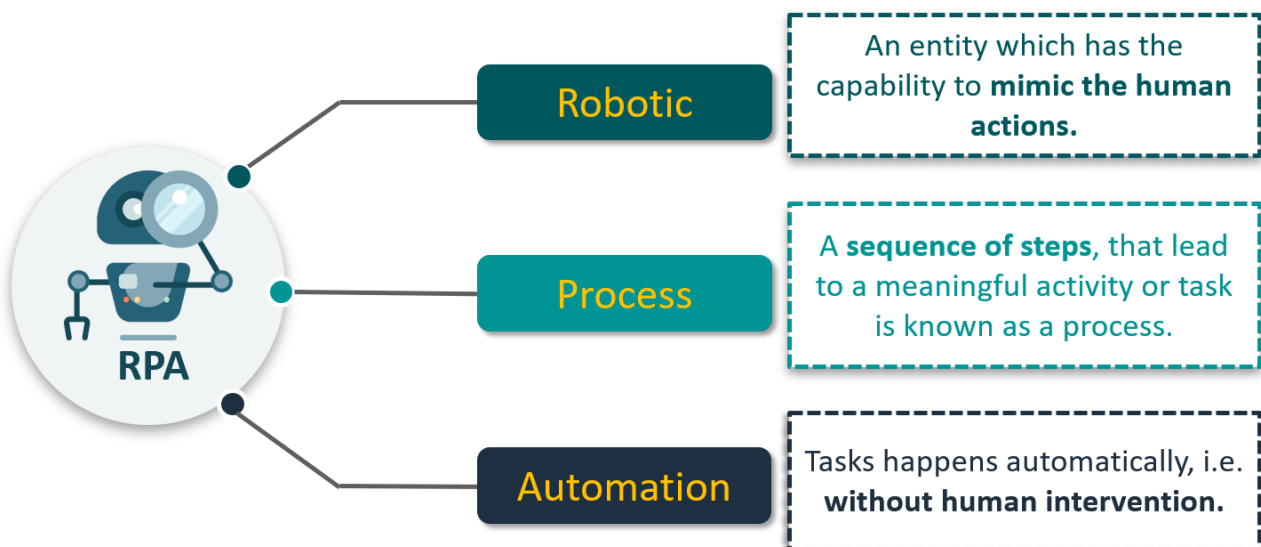 RPA
Robotic
An entity which has the
capability to mimic the human
actions.
Process
A sequence of steps, that lead
to a meaningful activity or task
is known as a process.
Automation
Tasks happens automatically, i.e.
without human intervention.